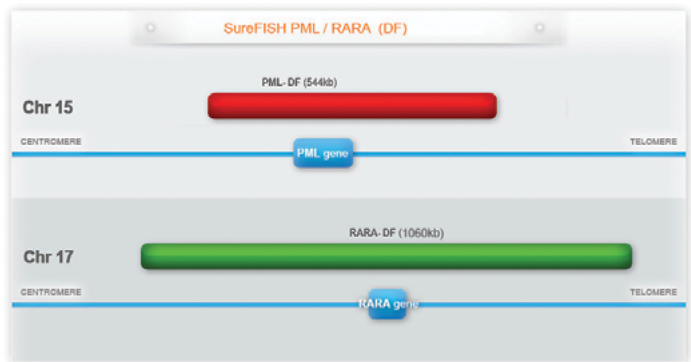 SureFISH PML / RARA (DF)
PML- DF (544kb)
Chr 15
CENTROMERE
TELOMERE
PML gene
RARA- DF (1060kb)
Chr 17
CENTROMERE
TELOMERE
RARA gene